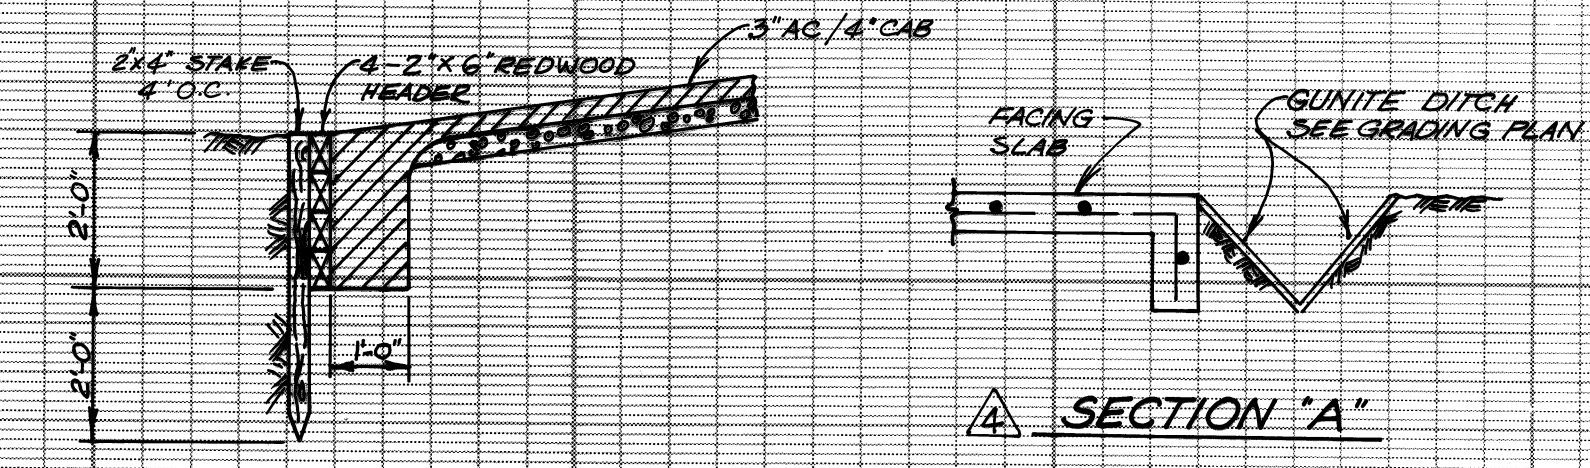 3" AC / 4" CAB
2"x4" STAKE
4' O.C.
4-2"x6" REDWOOD
HEADER
2'-0"
2'-0"
1'-0"
FACING
SLAB
GUNITE DITCH
SEE GRADING PLAN
4
SECTION "A"